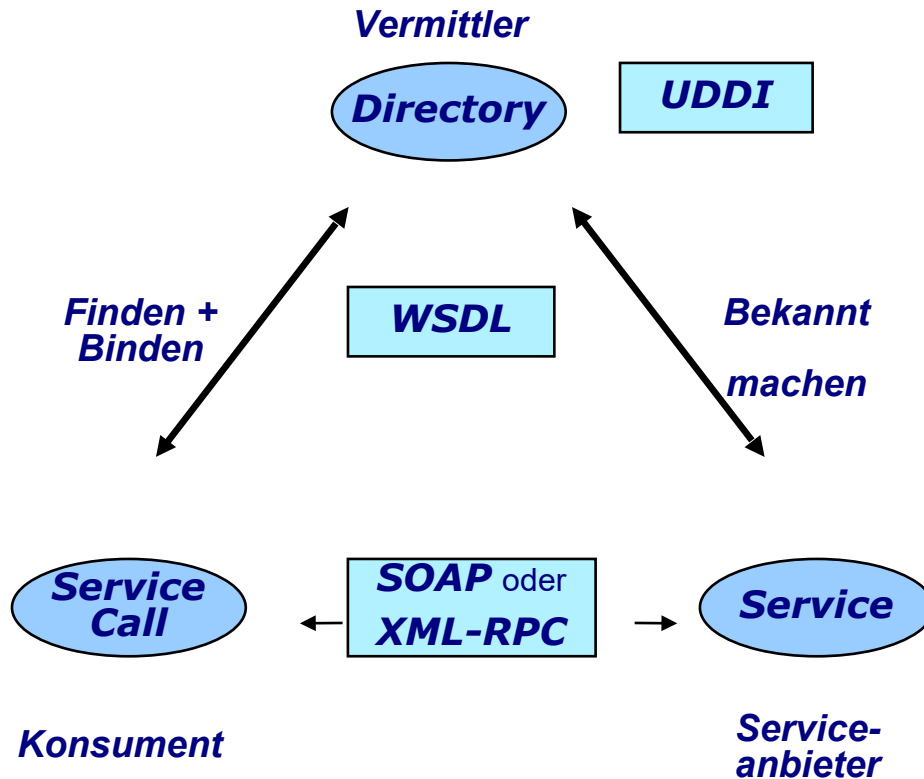 Vermittler
Directory
UDDI
Finden +
Binden
WSDL
Bekannt
machen
Service
Call
SOAP oder
XML-RPC
Service
Konsument
Service-
anbieter